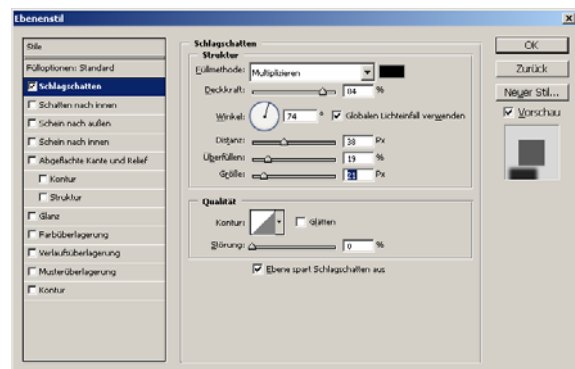 Ebenenstil
Stile
Fülloptionen: Standard
Schlagschatten
Schatten nach innen
Schein nach außen
Schein nach innen
Abgeflachte Kante und Relief
Kontur
Struktur
Glanz
Farbüberlagerung
Verlaufsüberlagerung
Musterüberlagerung
Kontur
Schlagschatten
Struktur
Füllmethode: Multiplizieren
Deckkraft: 84 %
Winkel: 74 ° Globalen Lichteinfall verwenden
Distanz: 38 Px
Überfüllen: 19 %
Größe: 21 Px
Qualität
Kontur: Glätten
Störung: 0 %
Ebene spart Schlagschatten aus
OK
Zurück
Neuer Stil...
Vorschau